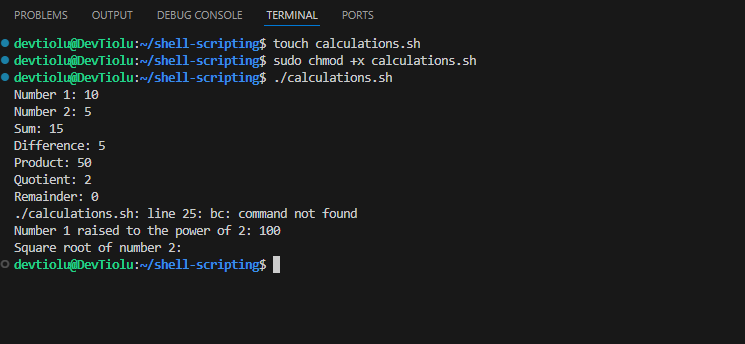 PROBLEMS OUTPUT DEBUG CONSOLE TERMINAL PORTS
devtiolu@DevTiolu:~/shell-scripting$ touch calculations.sh
devtiolu@DevTiolu:~/shell-scripting$ sudo chmod +x calculations.sh
devtiolu@DevTiolu:~/shell-scripting$ ./calculations.sh
Number 1: 10
Number 2: 5
Sum: 15
Difference: 5
Product: 50
Quotient: 2
Remainder: 0
./calculations.sh: line 25: bc: command not found
Number 1 raised to the power of 2: 100
Square root of number 2:
devtiolu@DevTiolu:~/shell-scripting$